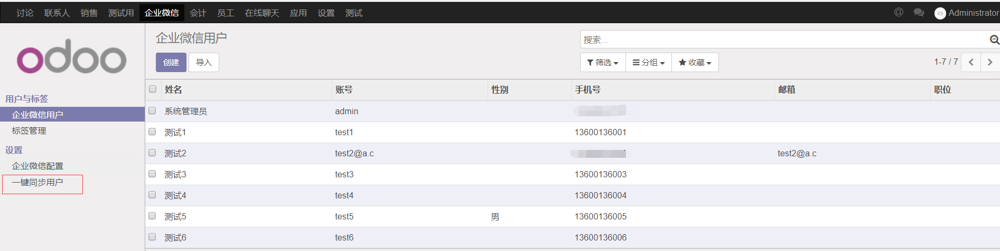 讨论 联系人 销售 测试用 企业微信 会计 员工 在线聊天 应用 设置 测试 @ Administrator
odoo
用户与标签
企业微信用户
标签管理
设置
企业微信配置
一键同步用户
企业微信用户
搜索...
创建 导入
筛选 分组 收藏 1-7 / 7
姓名 账号 性别 手机号 邮箱 职位
系统管理员 admin
测试1 test1 13600136001
测试2 test2@a.c test2@a.c
测试3 test3 13600136003
测试4 test4 13600136004
测试5 test5 男 13600136005
测试6 test6 13600136006